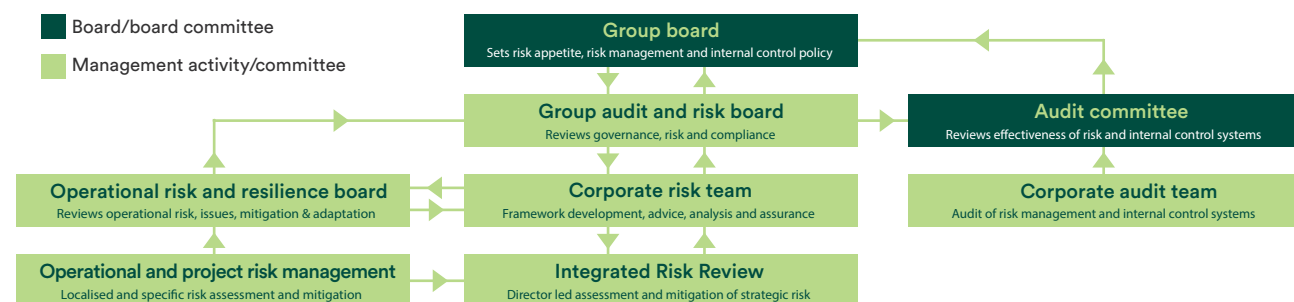 Board/board committee
Management activity/committee
Group board
Sets risk appetite, risk management and internal control policy
Group audit and risk board
Reviews governance, risk and compliance
Audit committee
Reviews effectiveness of risk and internal control systems
Operational risk and resilience board
Reviews operational risk, issues, mitigation & adaptation
Corporate risk team
Framework development, advice, analysis and assurance
Corporate audit team
Audit of risk management and internal control systems
Operational and project risk management
Localised and specific risk assessment and mitigation
Integrated Risk Review
Director led assessment and mitigation of strategic risk